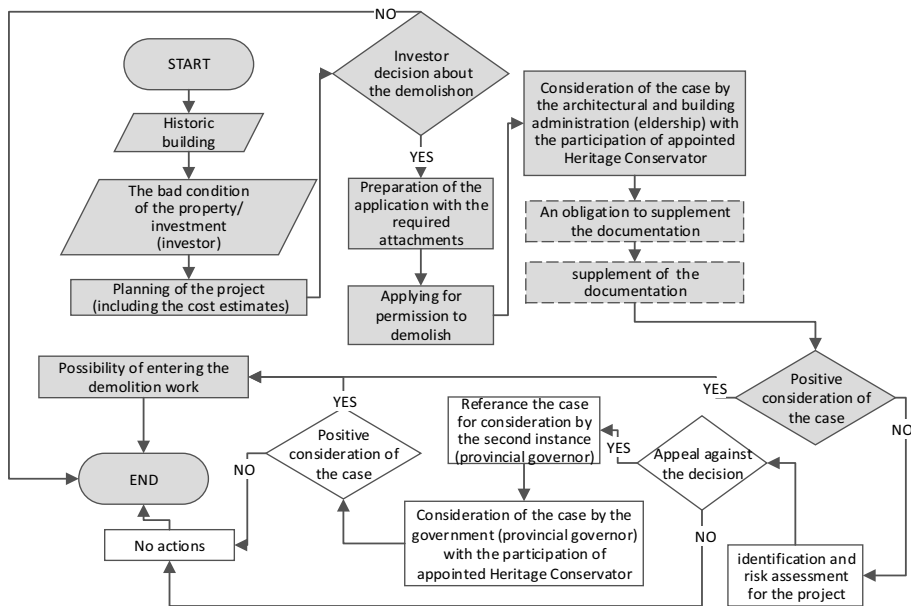 NO
START
Historic
building
The bad condition
of the property/
investment
(investor)
Planning of the project
(including the cost estimates)
Investor
decision about
the demolishon
YES
Preparation of the
application with the
required
attachments
Applying for
permission to
demolish
Consideration of the case by
the architectural and building
administration (eldership) with
the participation of appointed
Heritage Conservator
An obligation to supplement
the documentation
supplement of the
documentation
Positive
consideration of
the case
YES
NO
Possibility of entering the
demolition work
END
No actions
YES
Positive
consideration of
the case
NO
Referance the case
for consideration by
the second instance
(provincial governor)
YES
Appeal against
the decision
NO
Consideration of the case by the
government (provincial governor)
with the participation of
appointed Heritage Conservator
identification and
risk assessment
for the project